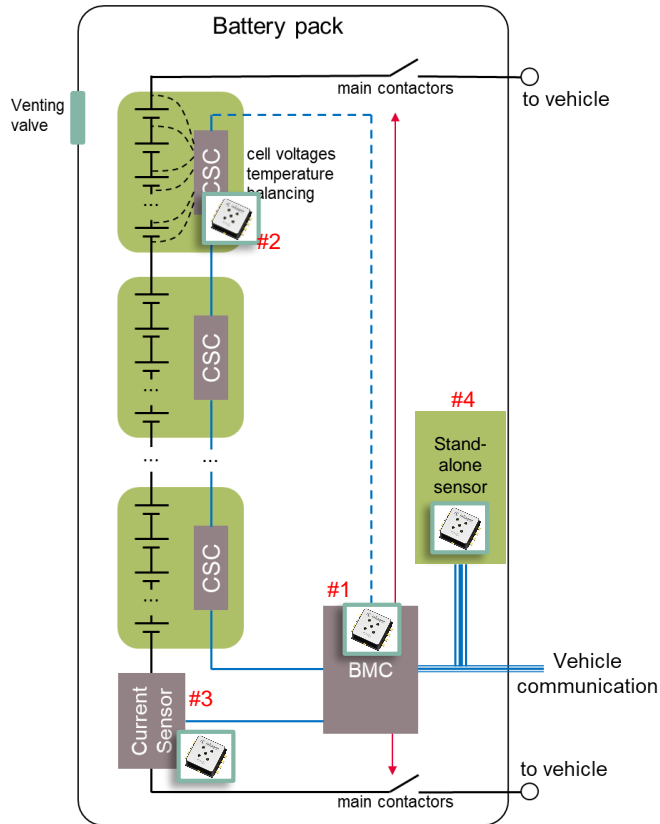 Battery pack
Venting
valve
main contactors
to vehicle
CSC
cell voltages
temperature
balancing
#2
CSC
...
...
...
#4
Stand-
alone
sensor
...
...
CSC
...
#1
BMC
Vehicle
communication
#3
Current
Sensor
to vehicle
main contactors